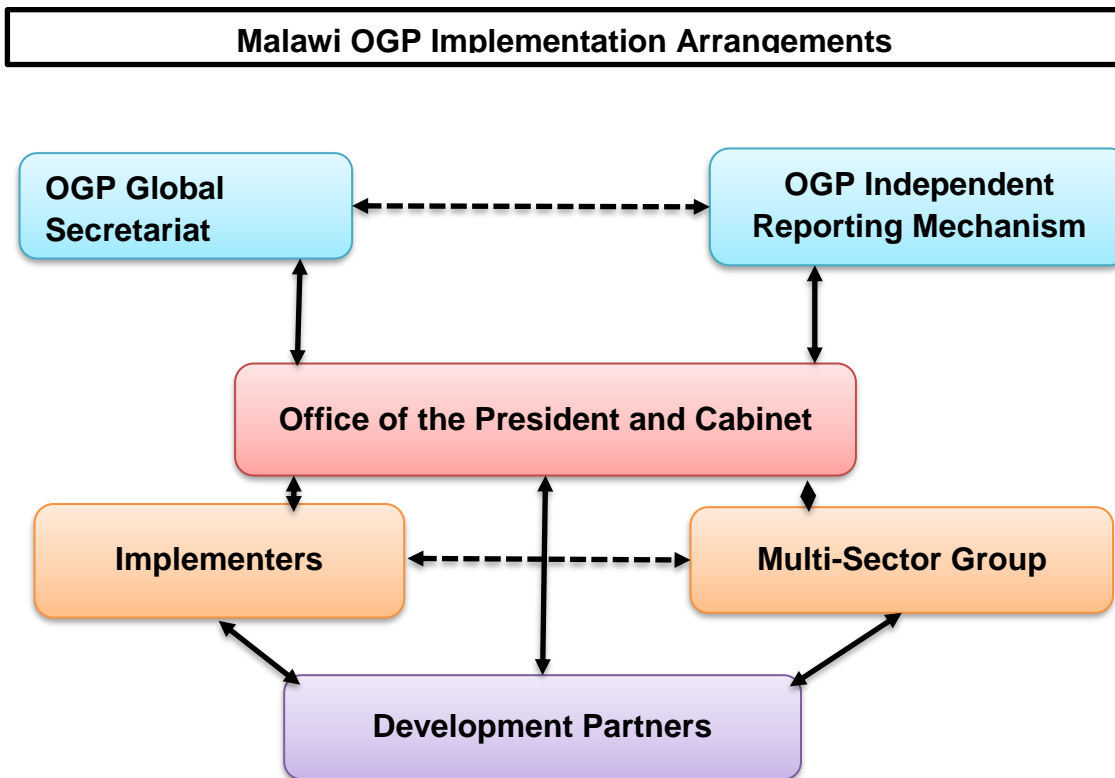 Malawi OGP Implementation Arrangements
OGP Global
Secretariat
OGP Independent
Reporting Mechanism
Office of the President and Cabinet
Implementers
Multi-Sector Group
Development Partners